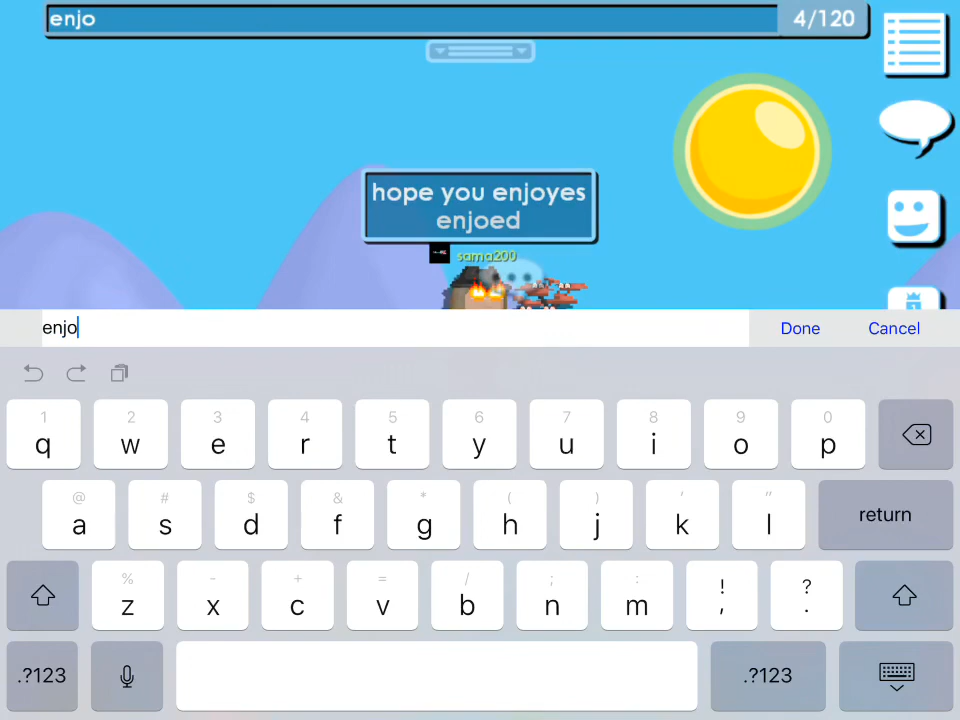 enjo
4/120
hope you enjoyes
enjoed
sama200
enjo
Done
Cancel
1 2 3 4 5 6 7 8 9 0
q w e r t y u i o p
@ # $ & * ( ) ' "
a s d f g h j k l
return
% - + = / ; : ! ?
z x c v b n m , .
.?123
.?123